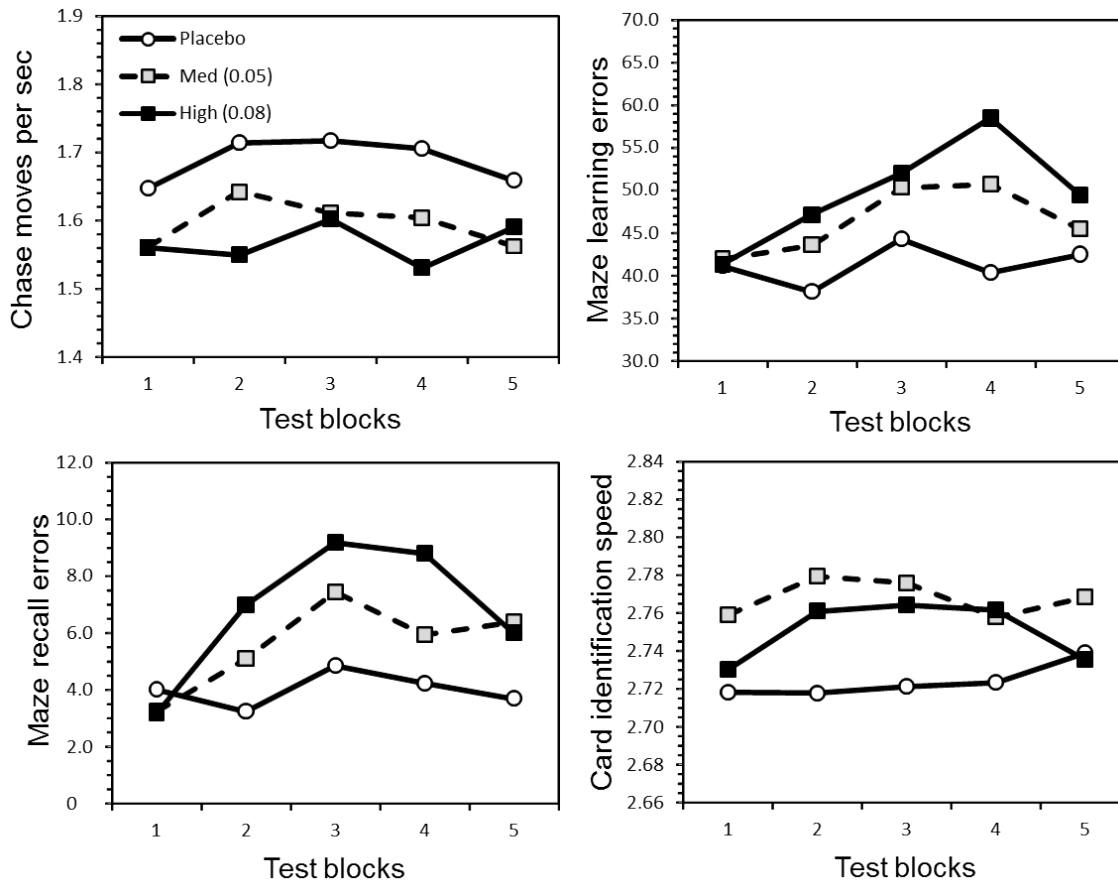 Chase moves per sec
1.9
1.8
1.7
1.6
1.5
1.4
Placebo
Med (0.05)
High (0.08)
1 2 3 4 5
Test blocks
Maze learning errors
70.0
60.0
50.0
45.0
40.0
35.0
30.0
1 2 3 4 5
Test blocks
Maze recall errors
12.0
10.0
8.0
6.0
4.0
2.0
0
1 2 3 4 5
Test blocks
Card identification speed
2.84
2.82
2.80
2.78
2.76
2.74
2.72
2.70
2.68
2.66
1 2 3 4 5
Test blocks